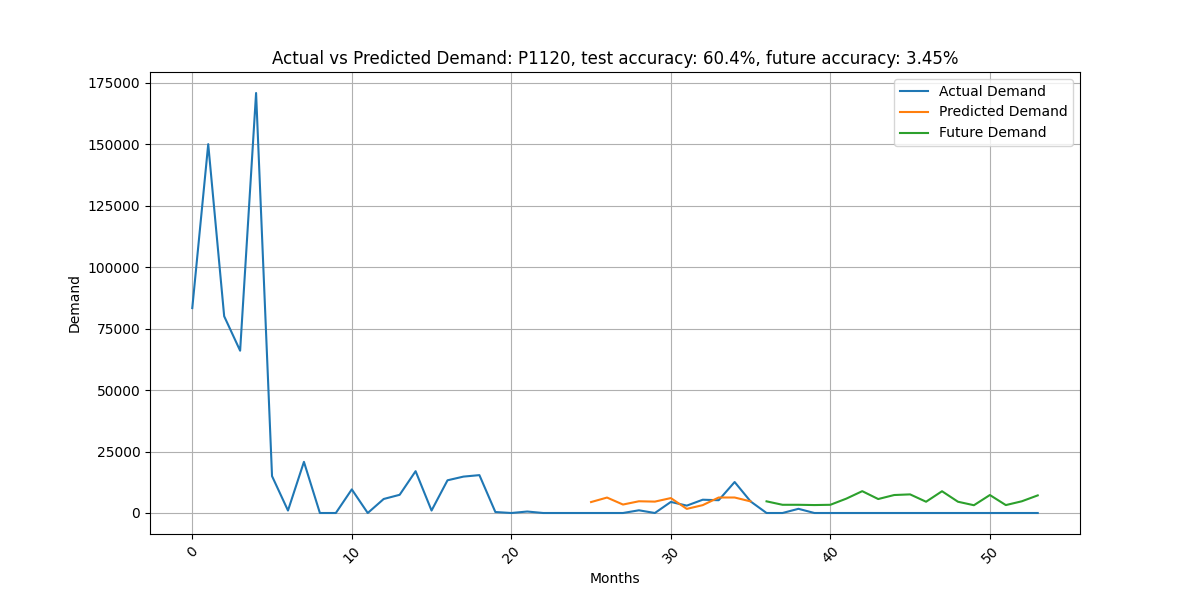 Actual vs Predicted Demand: P1120, test accuracy: 60.4%, future accuracy: 3.45%
Actual Demand
Predicted Demand
Future Demand
175000
150000
125000
100000
75000
50000
25000
0
Demand
0
10
20
30
40
50
Months